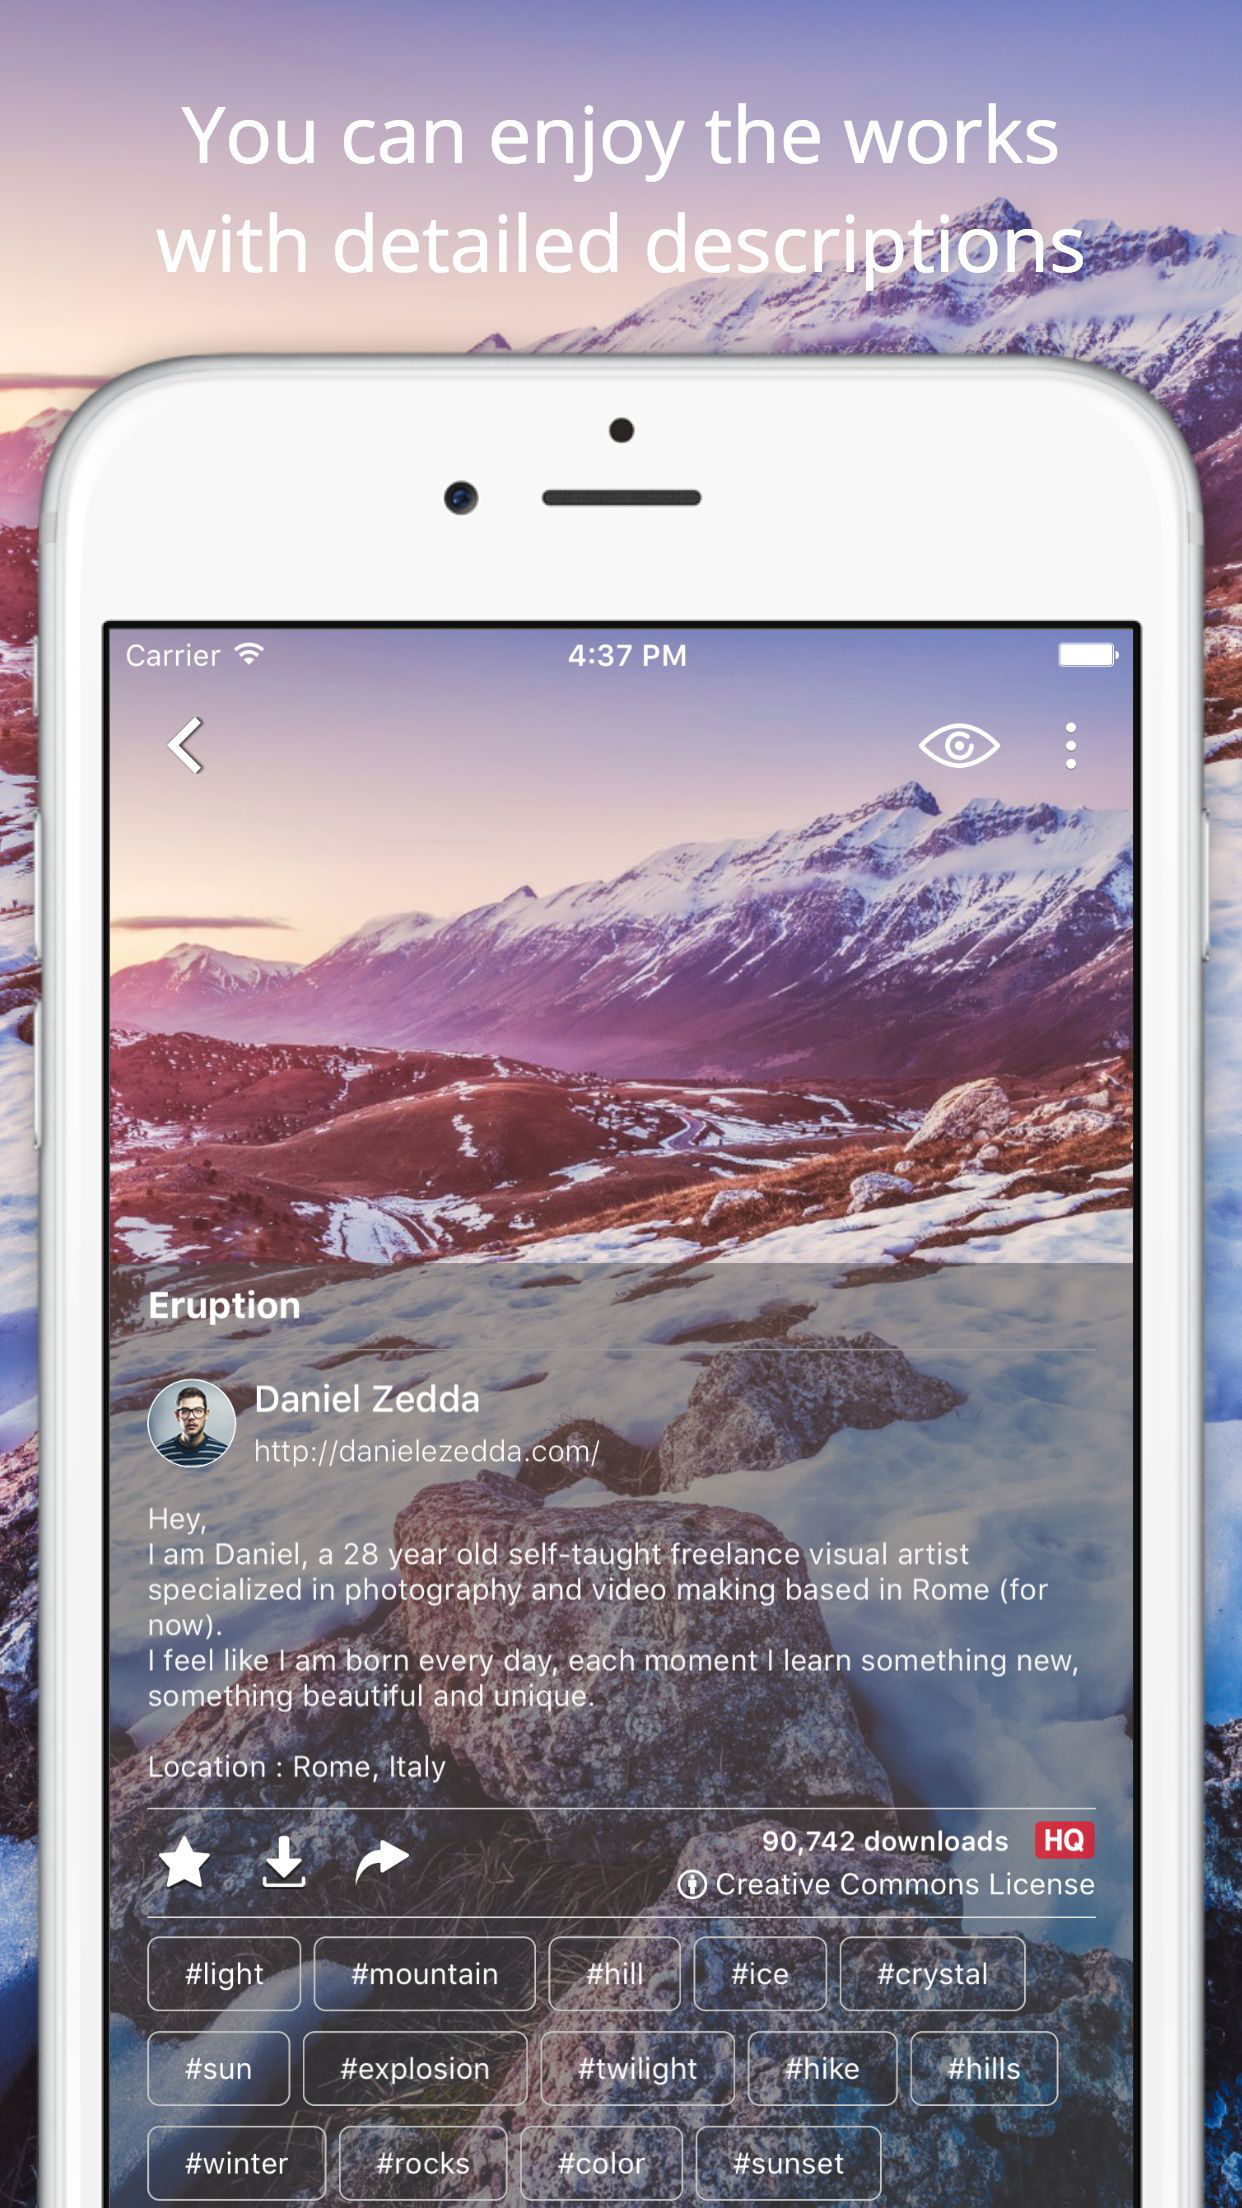 You can enjoy the works
with detailed descriptions
Carrier 4:37 PM
Eruption
Daniel Zedda
http://danielezedda.com/
Hey,
I am Daniel, a 28 year old self-taught freelance visual artist
specialized in photography and video making based in Rome (for
now).
I feel like I am born every day, each moment I learn something new,
something beautiful and unique.
Location : Rome, Italy
90,742 downloads HQ
Creative Commons License
#light #mountain #hill #ice #crystal
#sun #explosion #twilight #hike #hills
#winter #rocks #color #sunset